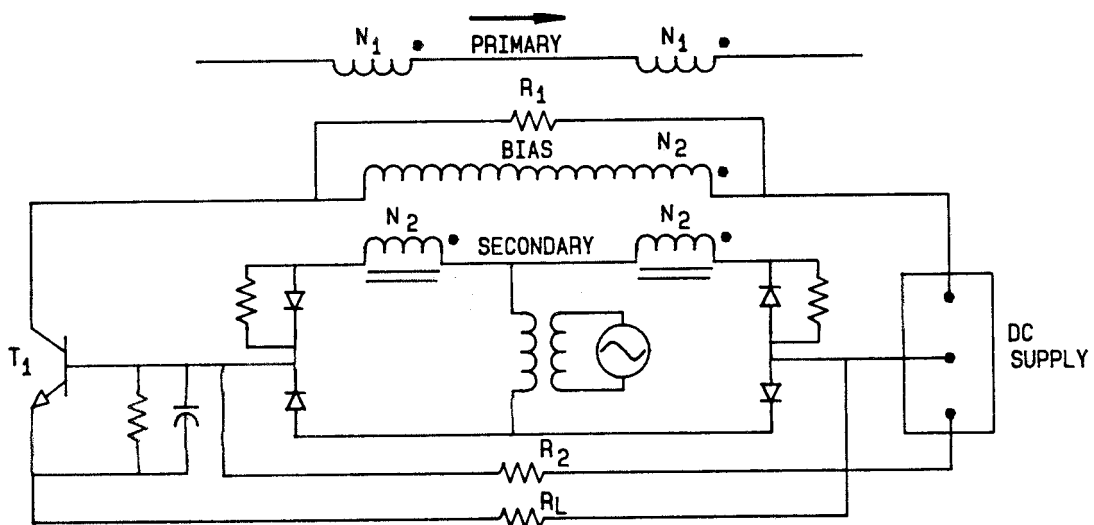 N1 N1
PRIMARY
R1
BIAS N2
N2 SECONDARY N2
T1
DC
SUPPLY
R2
RL